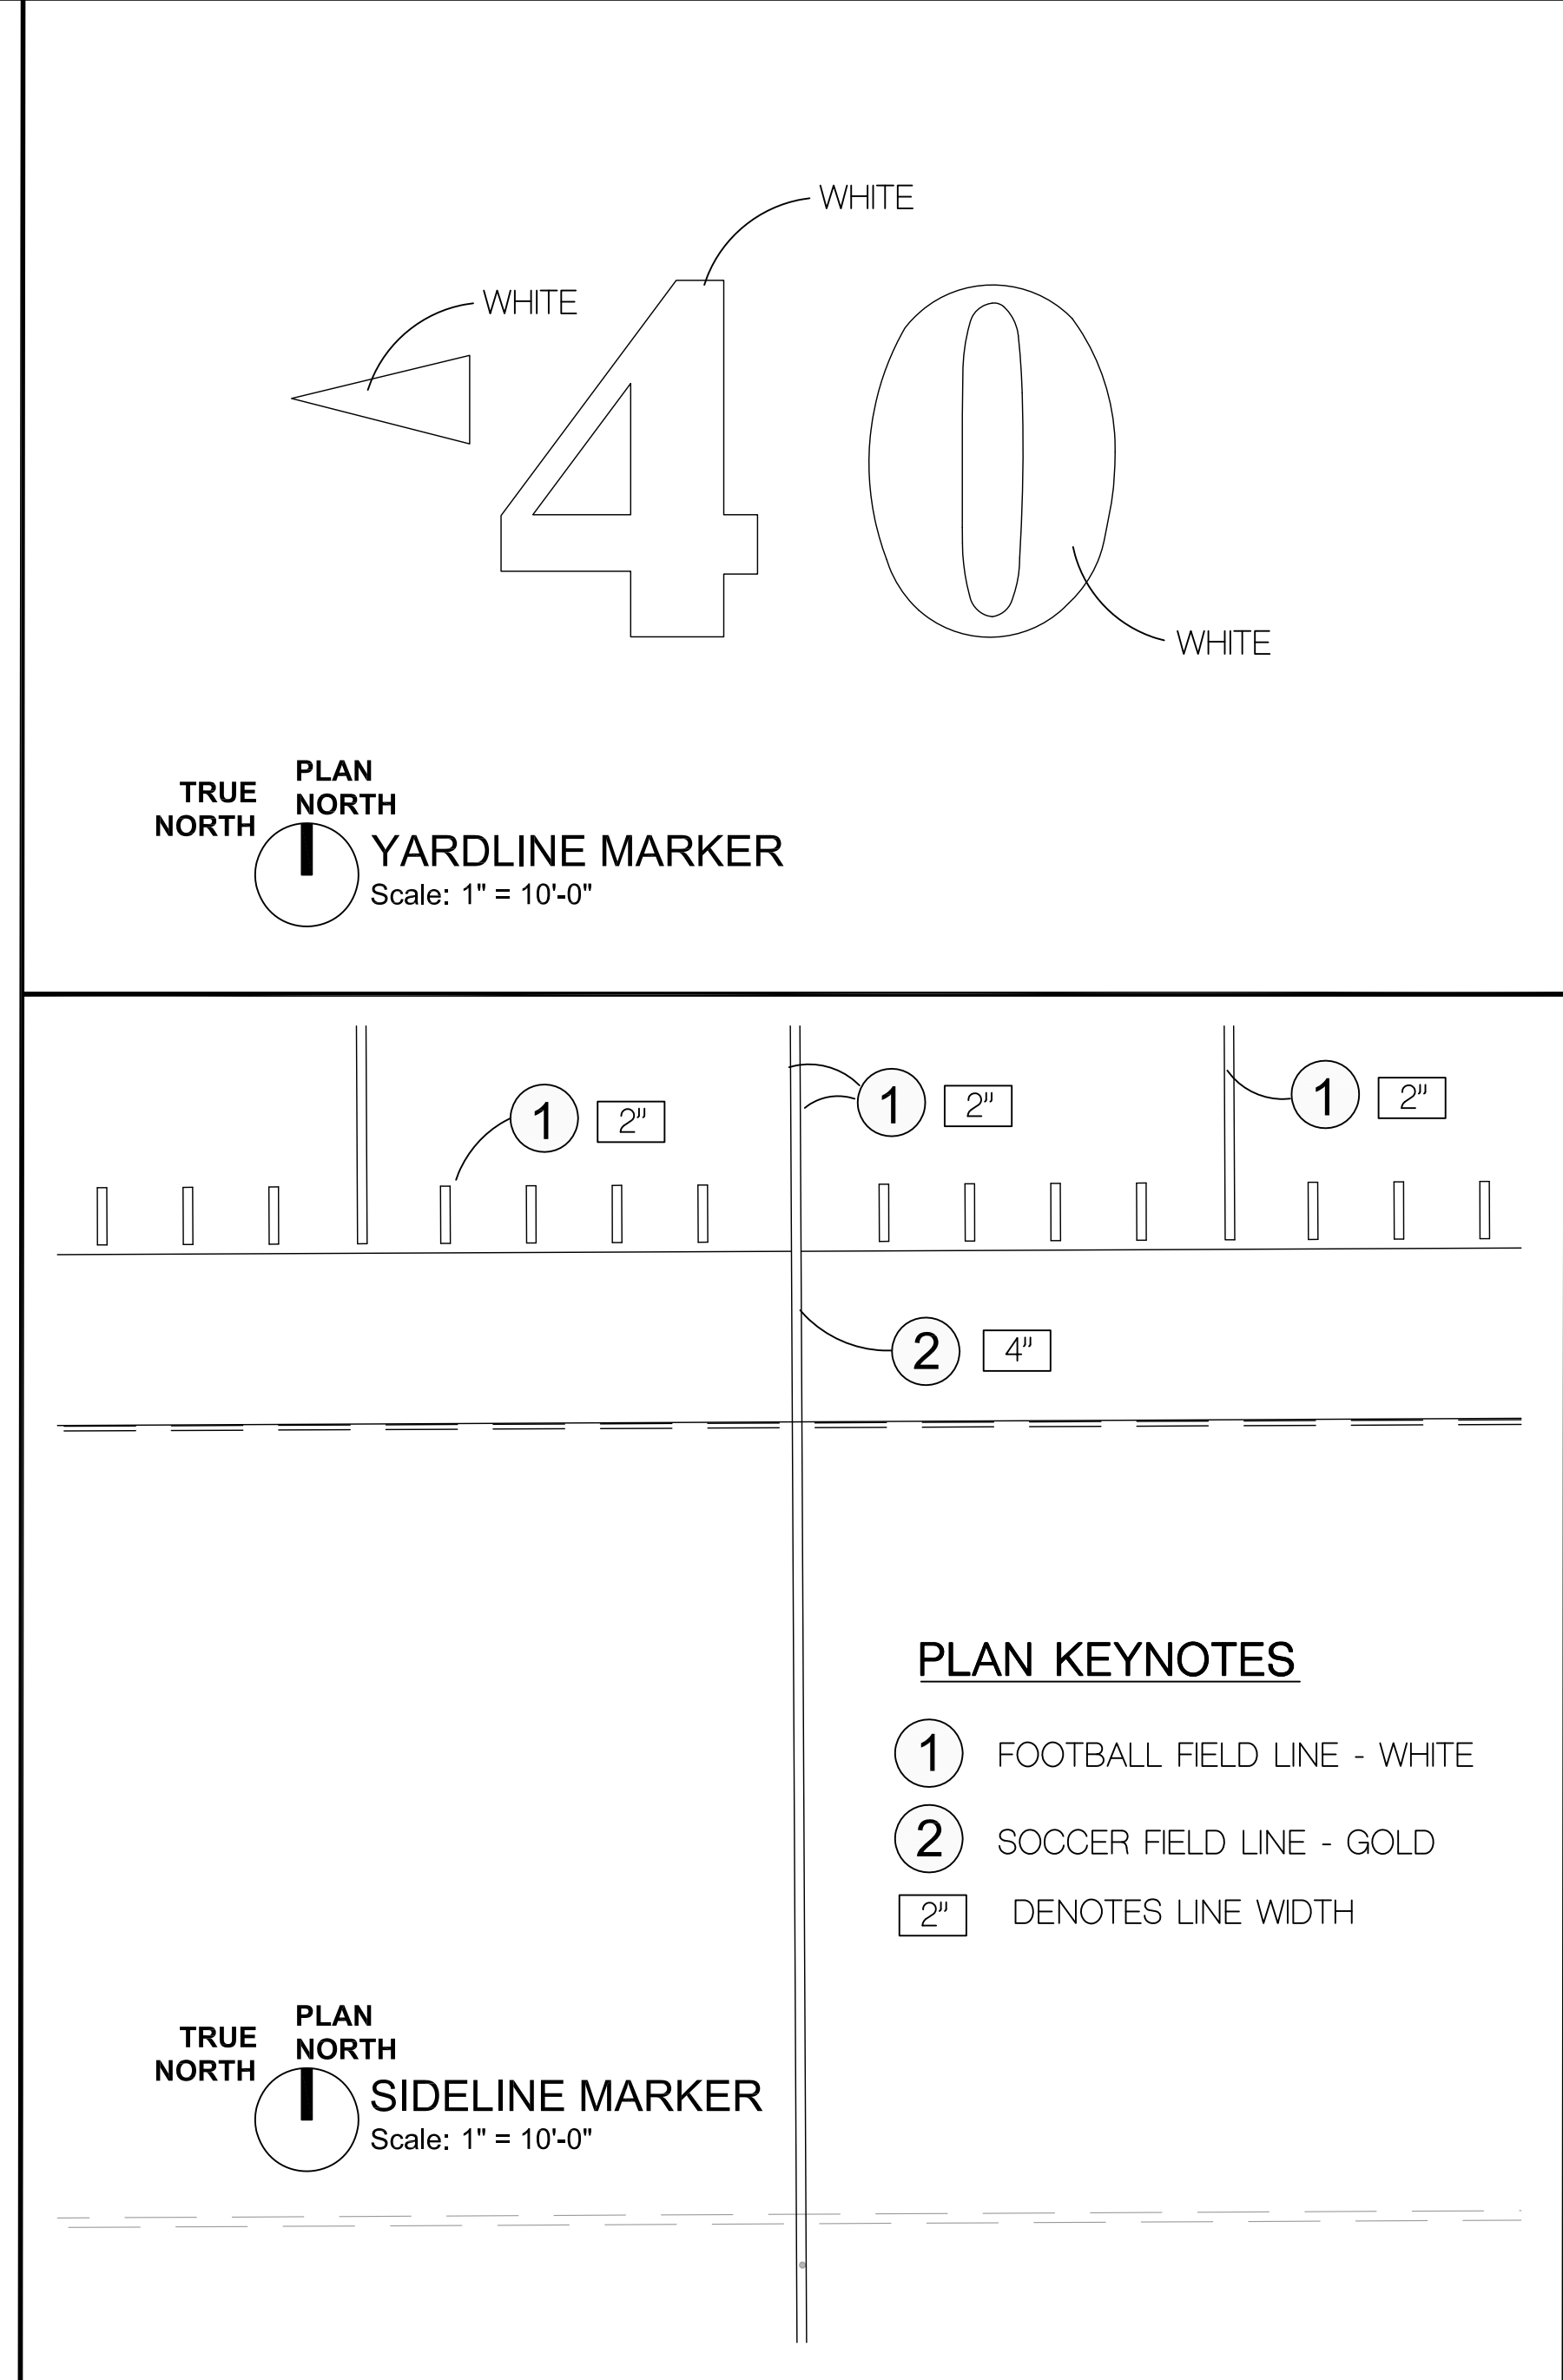 WHITE
WHITE
4 0
WHITE
PLAN
TRUE
NORTH
NORTH
YARDLINE MARKER
Scale: 1" = 10'-0"
1 2"
1 2"
1 2"
2 4"
PLAN KEYNOTES
1 FOOTBALL FIELD LINE - WHITE
2 SOCCER FIELD LINE - GOLD
2" DENOTES LINE WIDTH
PLAN
TRUE
NORTH
NORTH
SIDELINE MARKER
Scale: 1" = 10'-0"